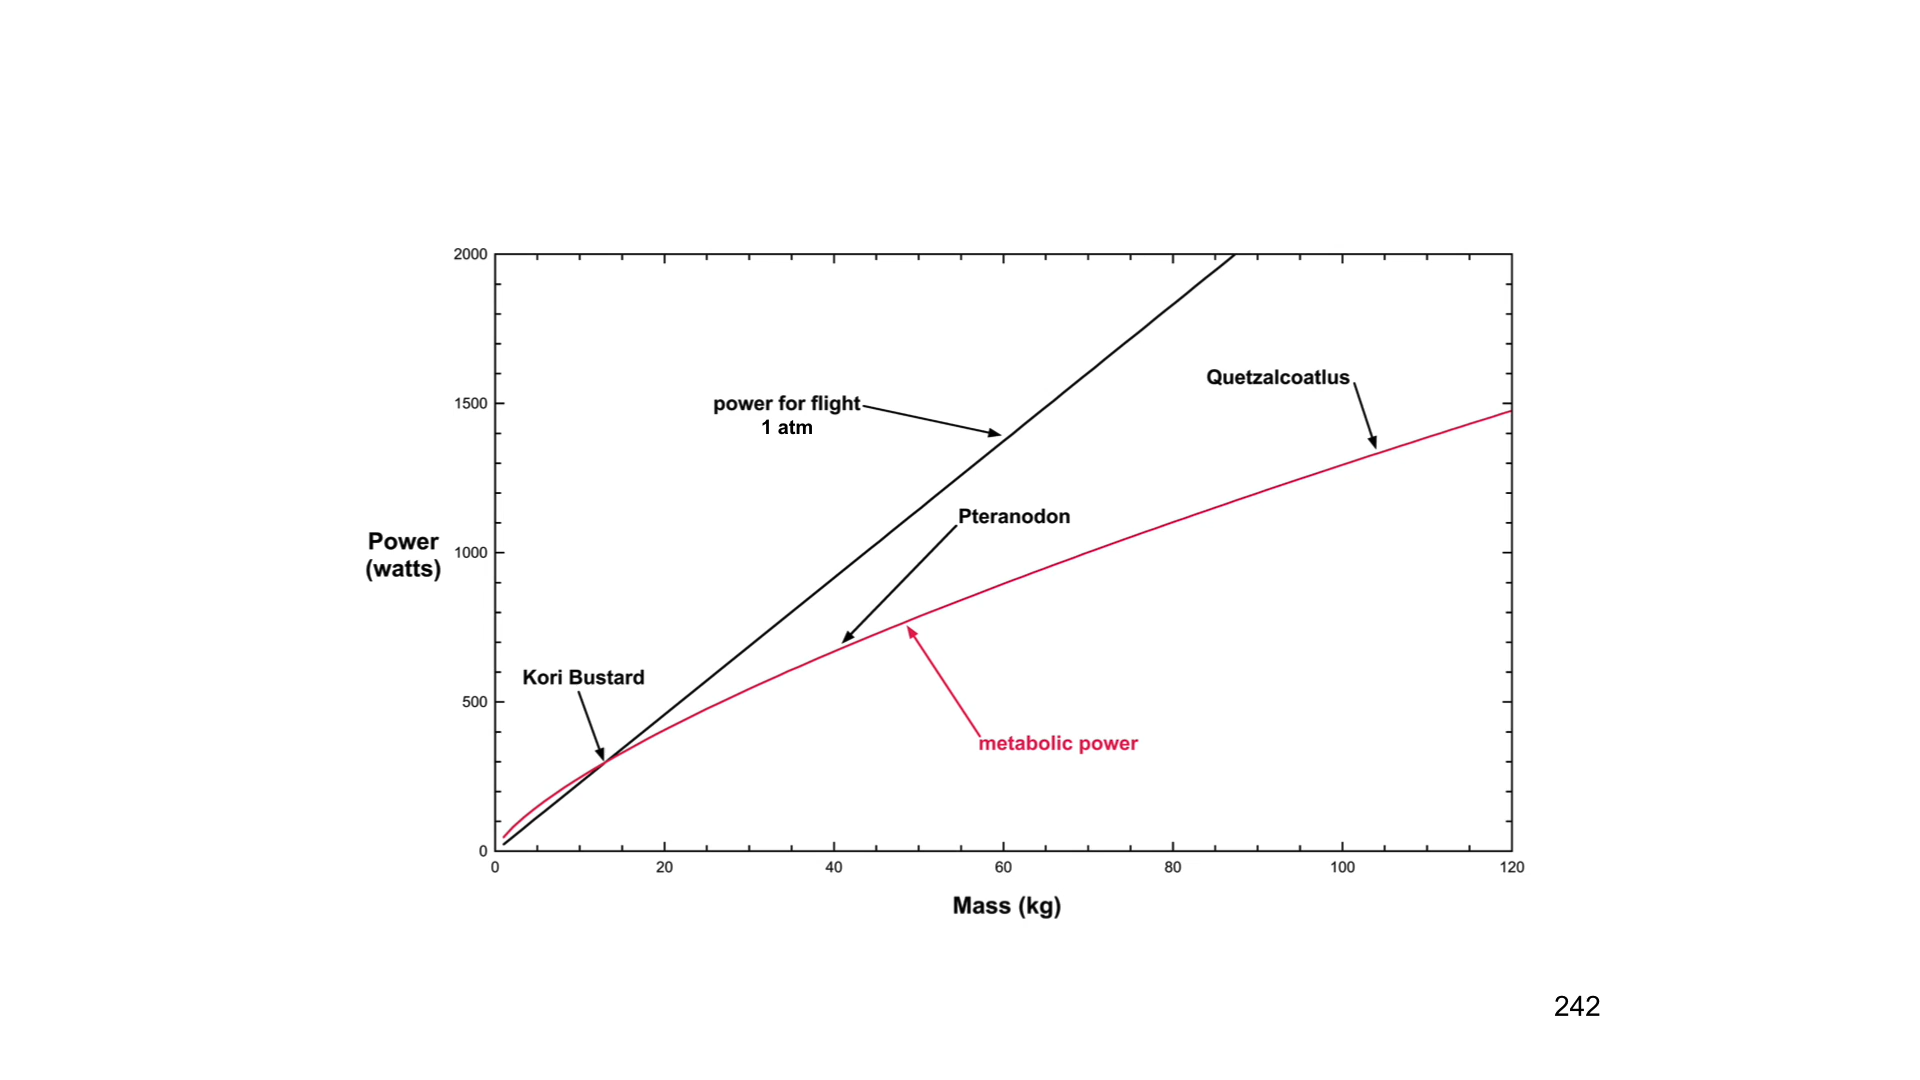 2000
1500
1000
500
0
0
20
40
60
80
100
120
Power
(watts)
Mass (kg)
power for flight
1 atm
Quetzalcoatlus
Pteranodon
Kori Bustard
metabolic power
242